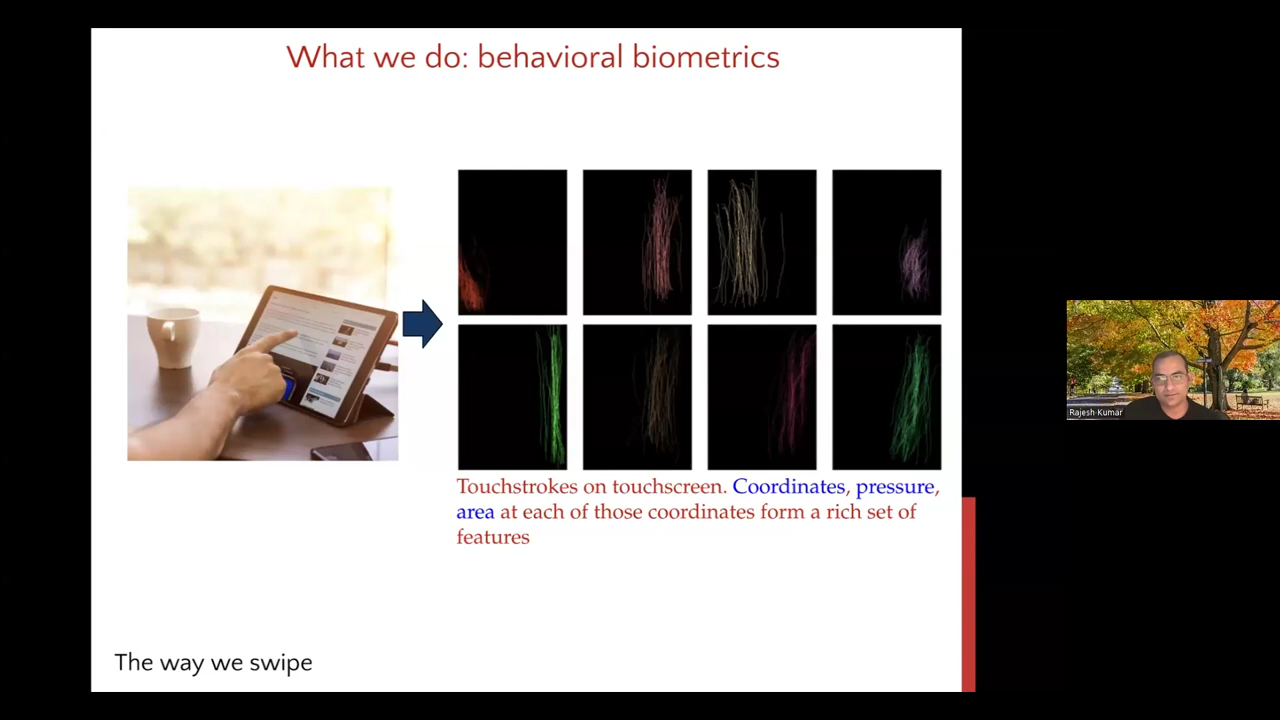 What we do: behavioral biometrics
Touchstrokes on touchscreen. Coordinates, pressure,
area at each of those coordinates form a rich set of
features
The way we swipe
Rajesh Kumar